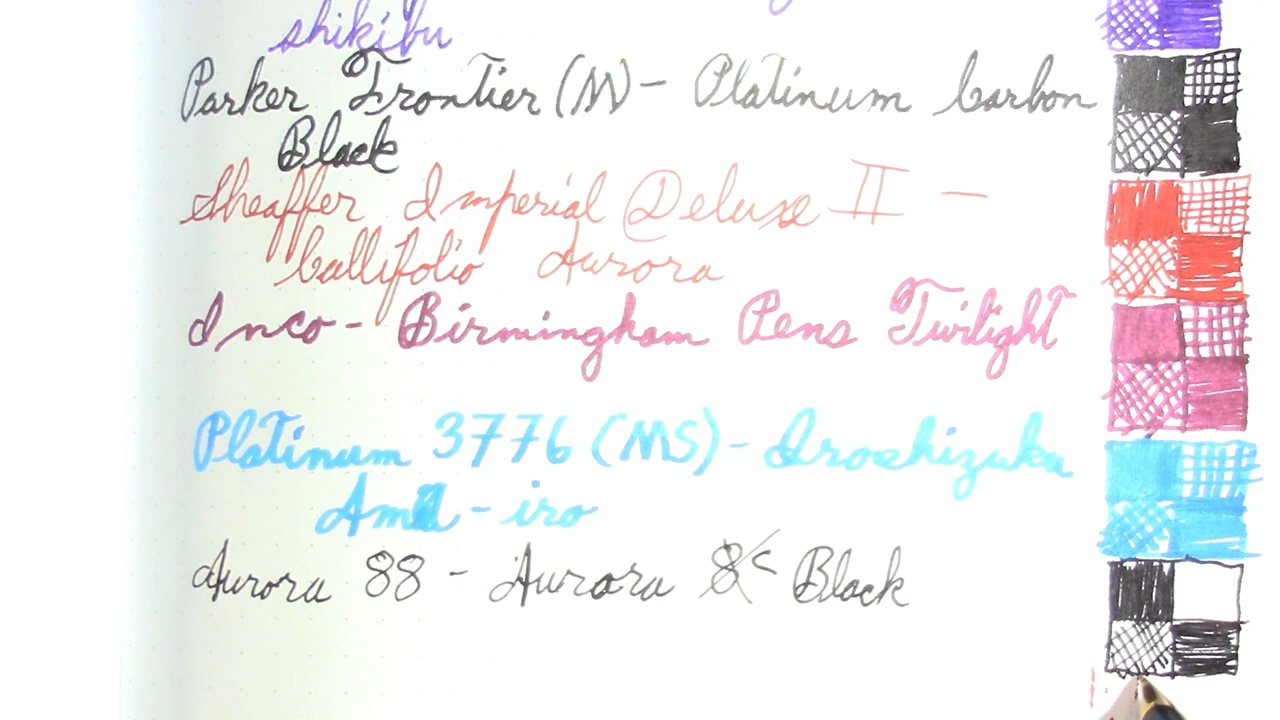 shikibu
Parker Frontier (M) - Platinum Carbon
Black
Sheaffer Imperial Deluxe II -
Callifolio Aurora
Inco - Birmingham Pens Twilight
Platinum 3776 (MS) - Iroshizuku
Ama-iro
Aurora 88 - Aurora Black